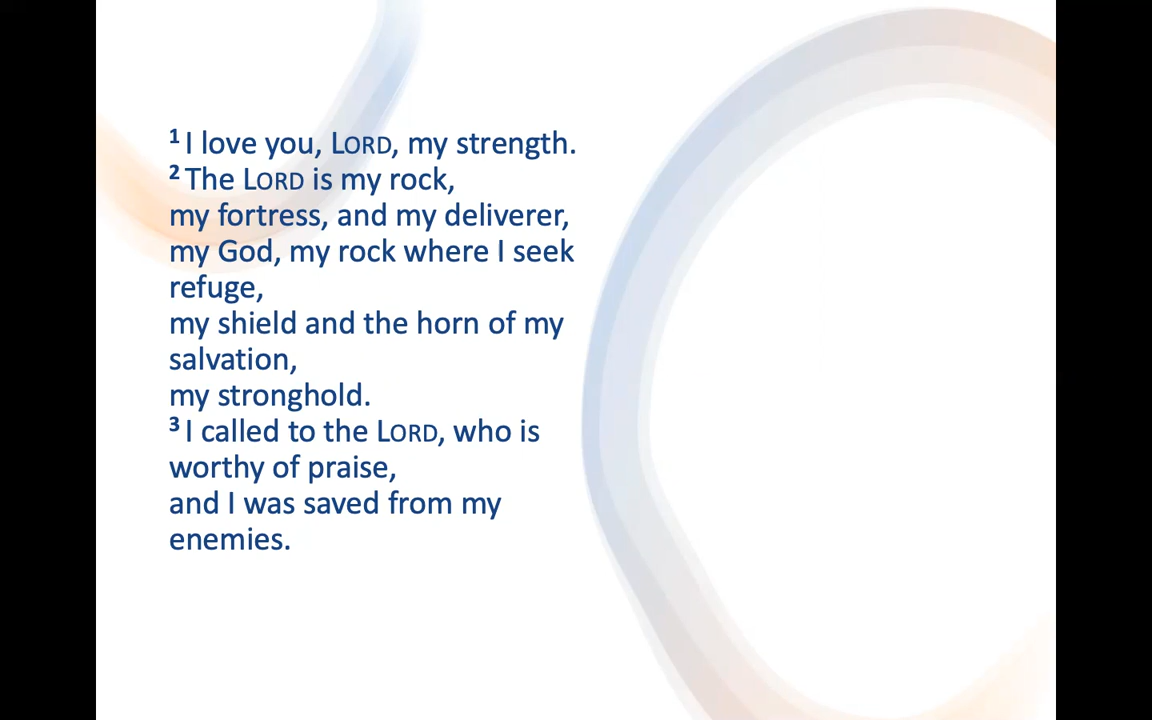 1 I love you, LORD, my strength.
2 The LORD is my rock,
my fortress, and my deliverer,
my God, my rock where I seek
refuge,
my shield and the horn of my
salvation,
my stronghold.
3 I called to the LORD, who is
worthy of praise,
and I was saved from my
enemies.